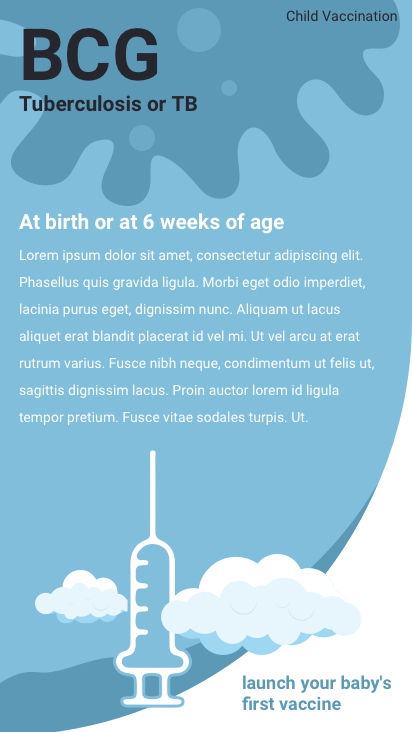 Child Vaccination
BCG
Tuberculosis or TB
At birth or at 6 weeks of age
Lorem ipsum dolor sit amet, consectetur adipiscing elit.
Phasellus quis gravida ligula. Morbi eget odio imperdiet,
lacinia purus eget, dignissim nunc. Aliquam ut lacus
aliquet erat blandit placerat id vel mi. Ut vel arcu at erat
rutrum varius. Fusce nibh neque, condimentum ut felis ut,
sagittis dignissim lacus. Proin auctor lorem id ligula
tempor pretium. Fusce vitae sodales turpis. Ut.
launch your baby's
first vaccine